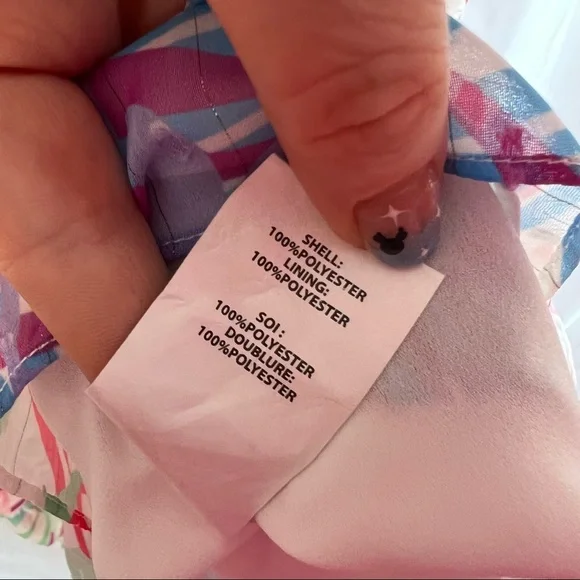 SHELL:
100%POLYESTER
LINING:
100%POLYESTER
SOI :
100%POLYESTER
DOUBLURE:
100%POLYESTER